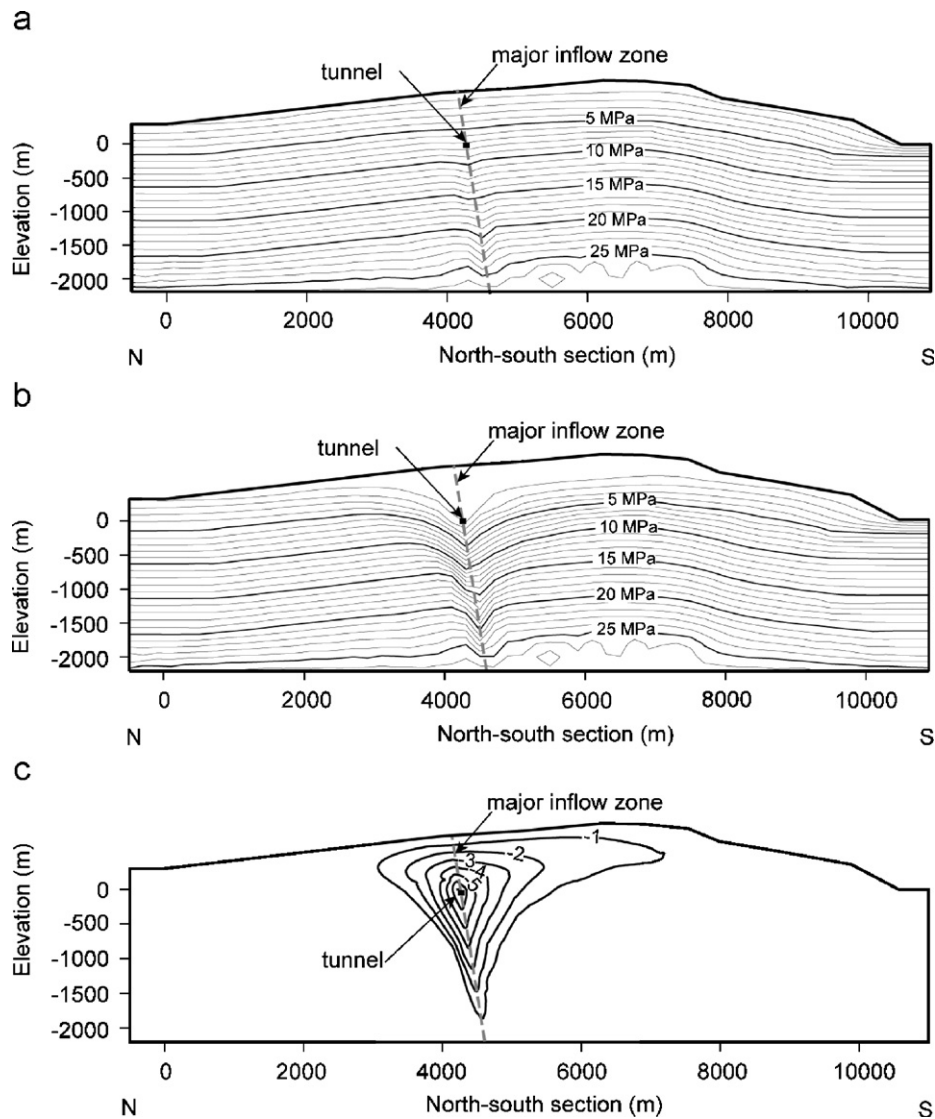 a
major inflow zone
tunnel
5 MPa
10 MPa
15 MPa
20 MPa
25 MPa
Elevation (m)
0
-500
-1000
-1500
-2000
0 2000 4000 6000 8000 10000
N North-south section (m) S
b
major inflow zone
tunnel
5 MPa
10 MPa
15 MPa
20 MPa
25 MPa
Elevation (m)
0
-500
-1000
-1500
-2000
0 2000 4000 6000 8000 10000
N North-south section (m) S
c
major inflow zone
-1
-2
-3
-4
-5
tunnel
Elevation (m)
0
-500
-1000
-1500
-2000
0 2000 4000 6000 8000 10000
N North-south section (m) S